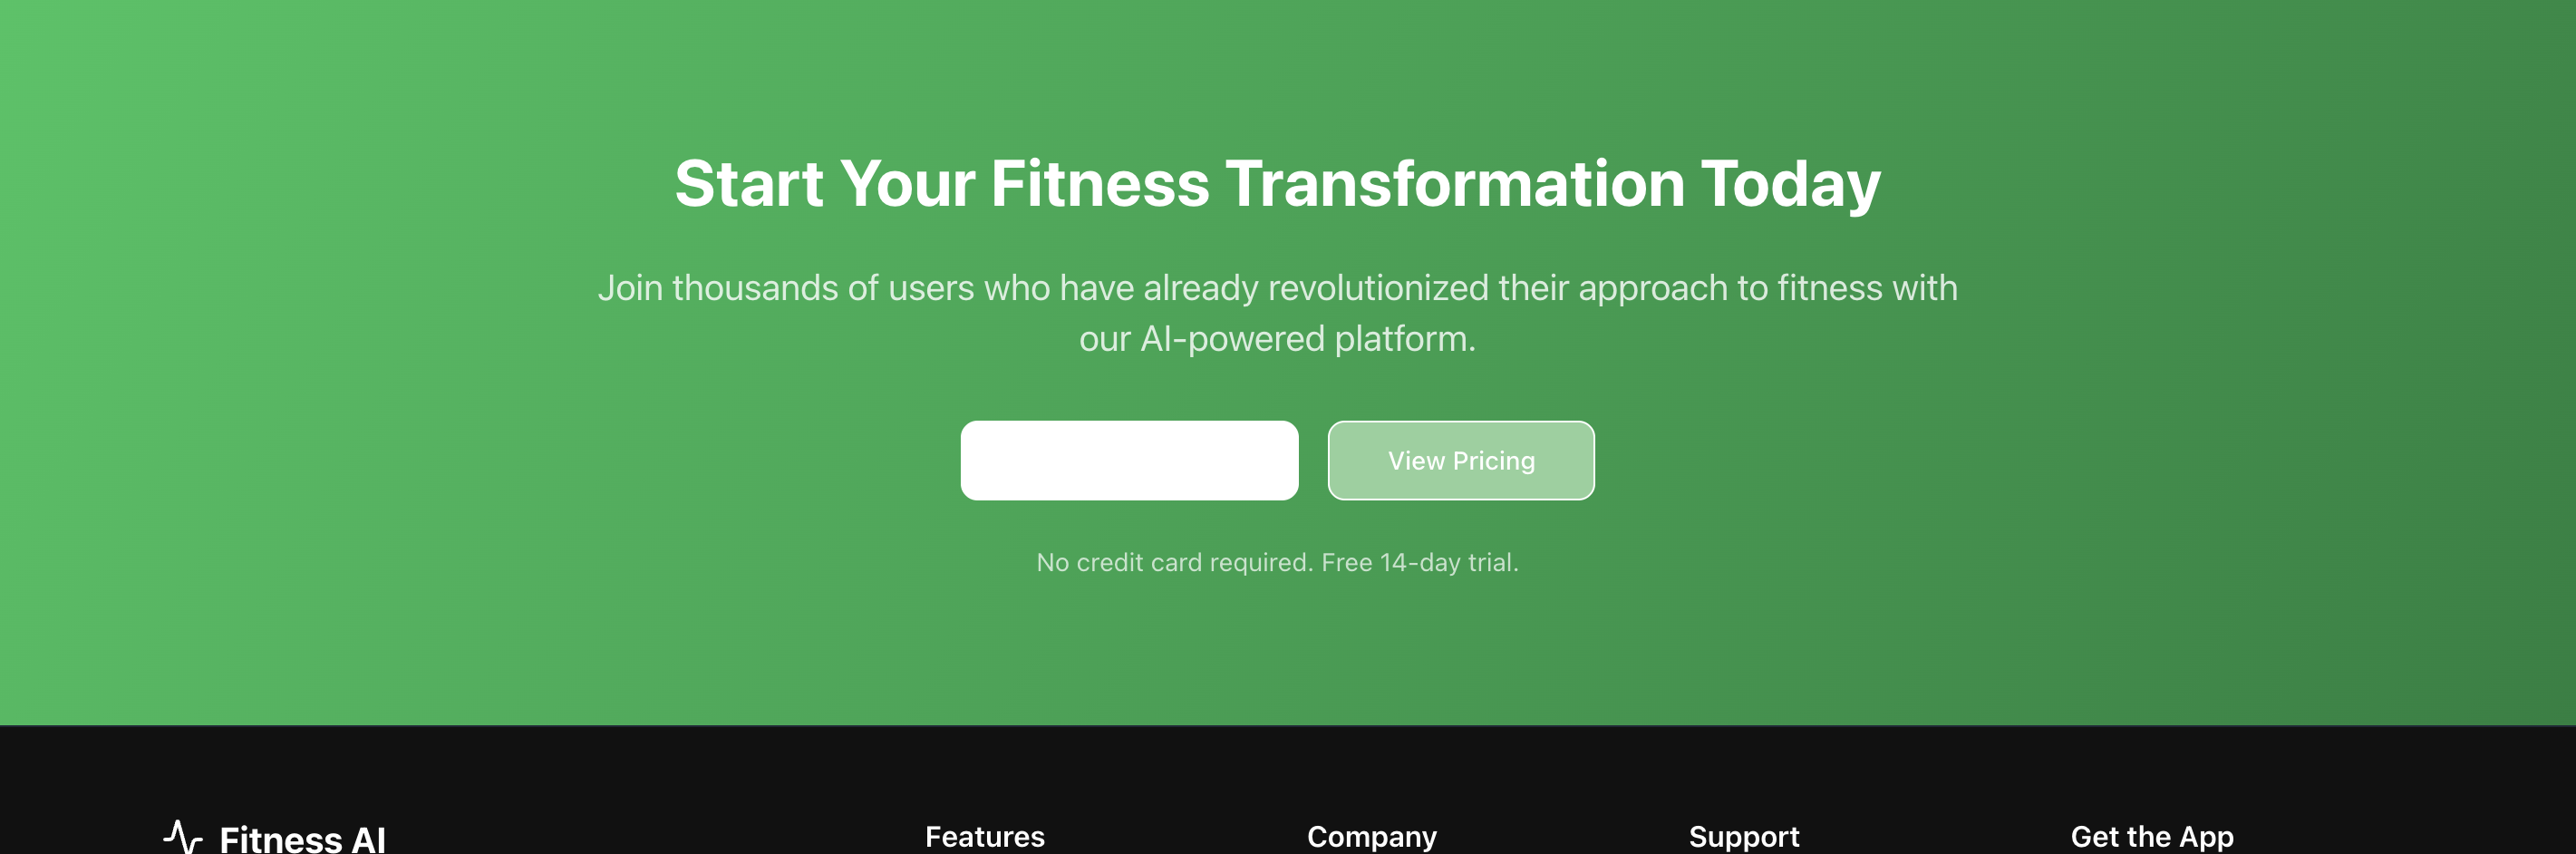 Start Your Fitness Transformation Today
Join thousands of users who have already revolutionized their approach to fitness with
our AI-powered platform.
View Pricing
No credit card required. Free 14-day trial.
Fitness AI
Features
Company
Support
Get the App